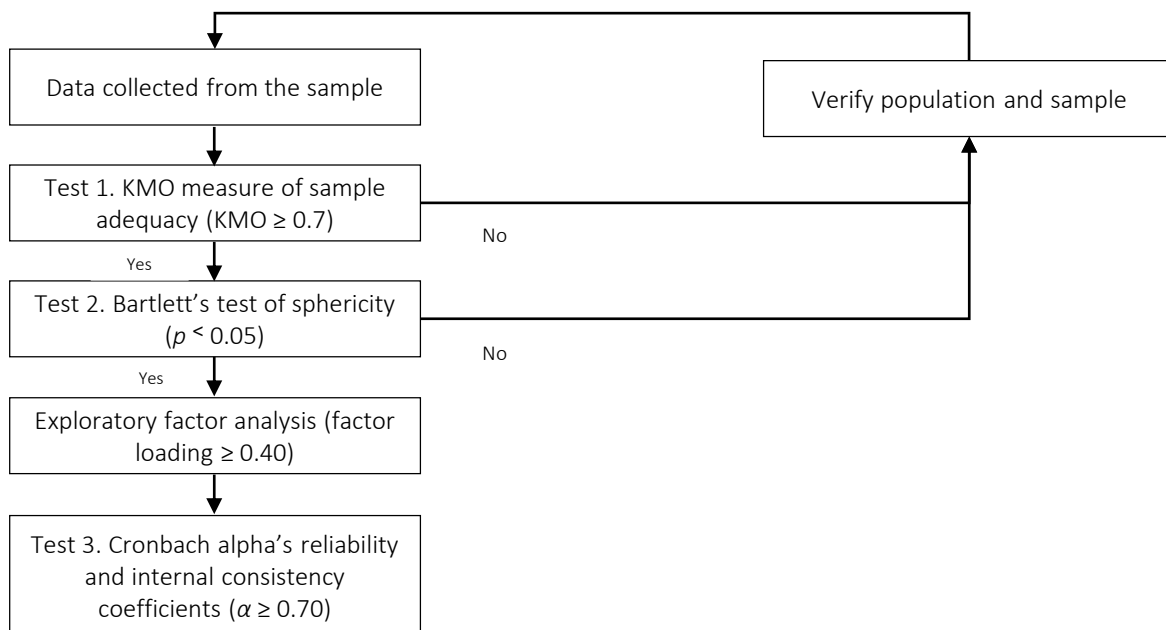 Data collected from the sample
Verify population and sample
Test 1. KMO measure of sample
adequacy (KMO ≥ 0.7)
No
Yes
Test 2. Bartlett’s test of sphericity
(p < 0.05)
No
Yes
Exploratory factor analysis (factor
loading ≥ 0.40)
Test 3. Cronbach alpha’s reliability
and internal consistency
coefficients (α ≥ 0.70)